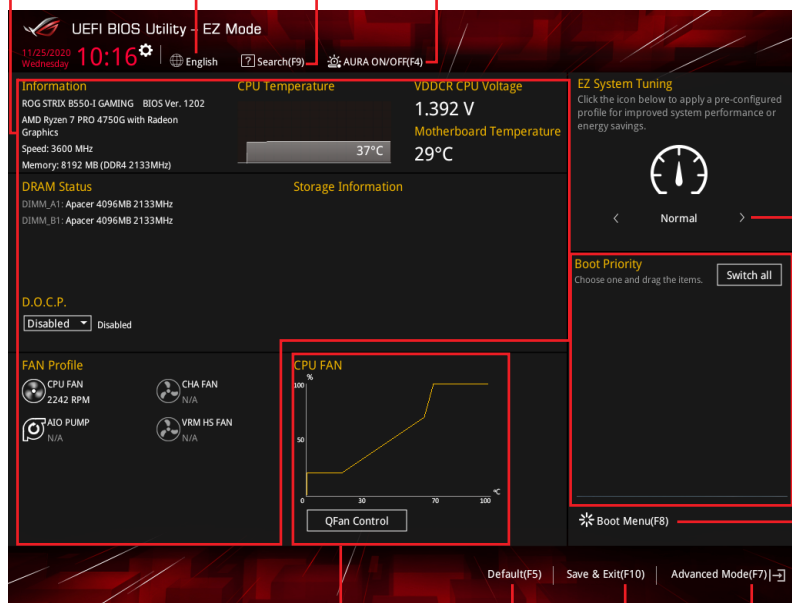 UEFI BIOS Utility – EZ Mode
11/25/2020
Wednesday
10:16
English
Search(F9)
AURA ON/OFF(F4)
Information
ROG STRIX B550-I GAMING BIOS Ver. 1202
AMD Ryzen 7 PRO 4750G with Radeon
Graphics
Speed: 3600 MHz
Memory: 8192 MB (DDR4 2133MHz)
CPU Temperature
37°C
VDDCR CPU Voltage
1.392 V
Motherboard Temperature
29°C
EZ System Tuning
Click the icon below to apply a pre-configured
profile for improved system performance or
energy savings.
Normal
DRAM Status
DIMM_A1: Apacer 4096MB 2133MHz
DIMM_B1: Apacer 4096MB 2133MHz
Storage Information
D.O.C.P.
Disabled Disabled
Boot Priority
Choose one and drag the items.
Switch all
FAN Profile
CPU FAN
2242 RPM
CHA FAN
N/A
AIO PUMP
N/A
VRM HS FAN
N/A
CPU FAN
%
100
50
0 30 70 100
°C
QFan Control
Boot Menu(F8)
Default(F5)
Save & Exit(F10)
Advanced Mode(F7)